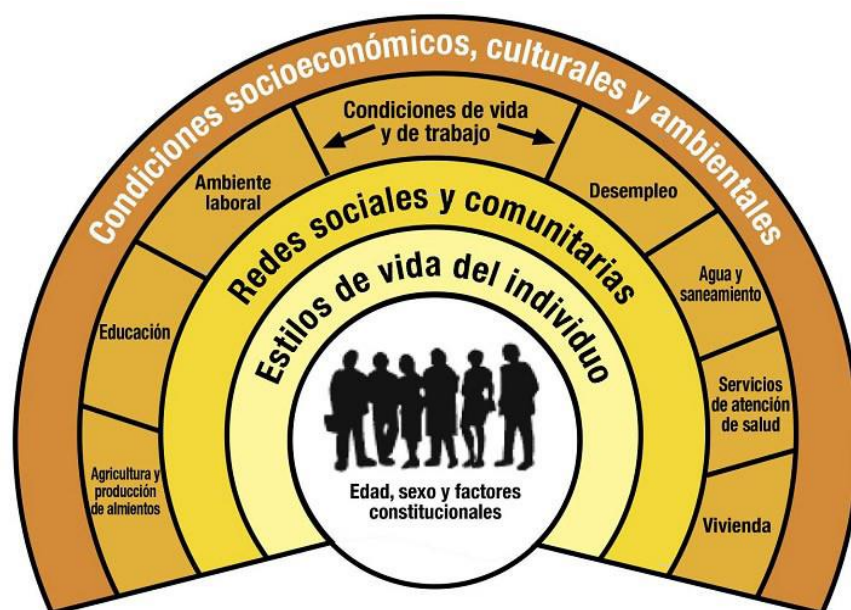 Condiciones socioeconómicos, culturales y ambientales
Condiciones de vida
y de trabajo
Ambiente
laboral
Desempleo
Redes sociales y comunitarias
Agua y
saneamiento
Estilos de vida del individuo
Educación
Servicios
de atención
de salud
Agricultura y
producción
de almientos
Edad, sexo y factores
constitucionales
Vivienda